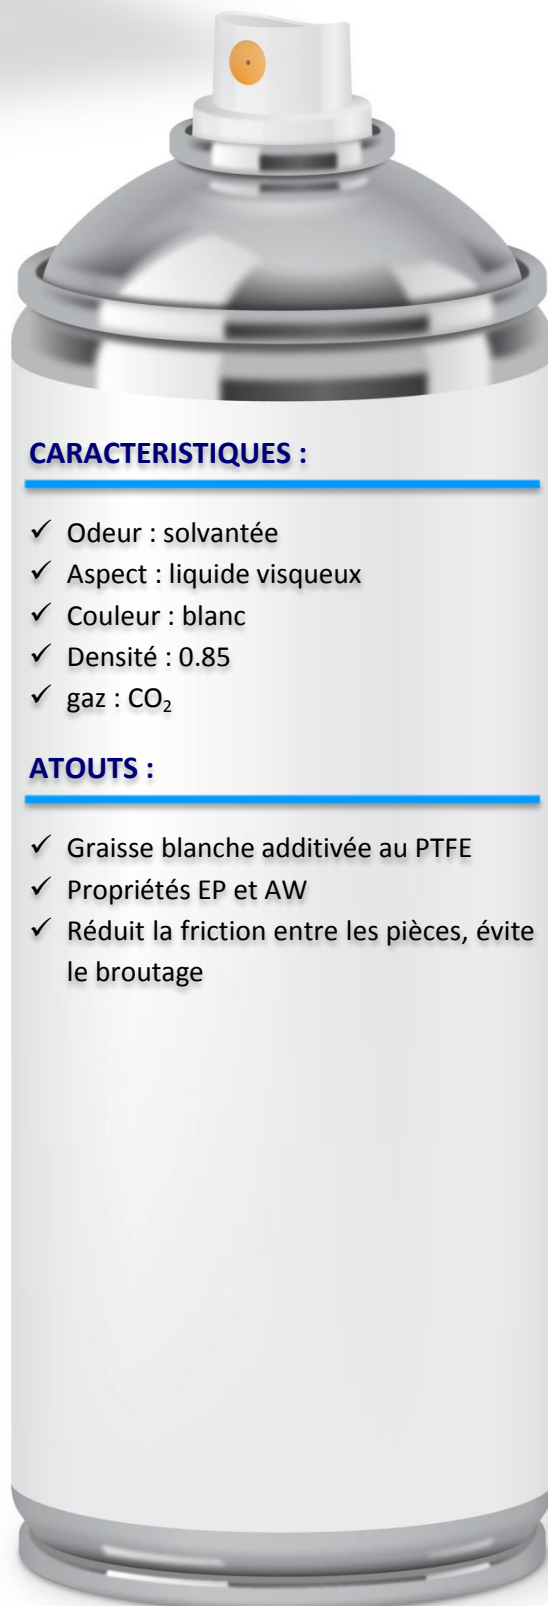 CARACTERISTIQUES :
✓ Odeur : solvantée
✓ Aspect : liquide visqueux
✓ Couleur : blanc
✓ Densité : 0.85
✓ gaz : CO₂
ATOUTS :
✓ Graisse blanche additivée au PTFE
✓ Propriétés EP et AW
✓ Réduit la friction entre les pièces, évite
le broutage